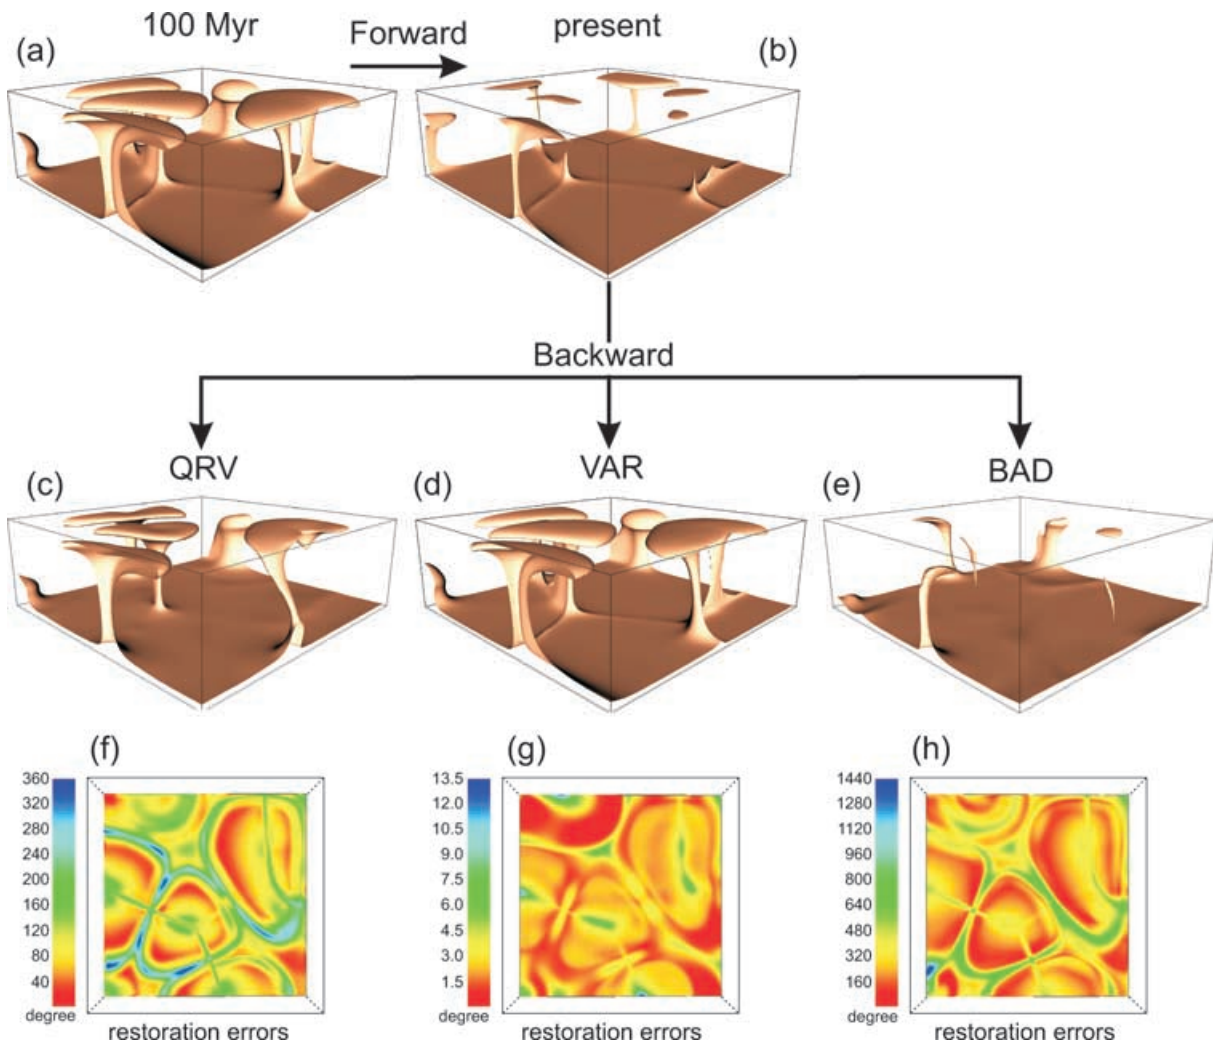 100 Myr
Forward
present
(a)
(b)
Backward
QRV
VAR
BAD
(c)
(d)
(e)
(f)
(g)
(h)
360
320
280
240
200
160
120
80
40
degree
restoration errors
13.5
12.0
10.5
9.0
7.5
6.0
4.5
3.0
1.5
degree
restoration errors
1440
1280
1120
960
800
640
480
320
160
degree
restoration errors